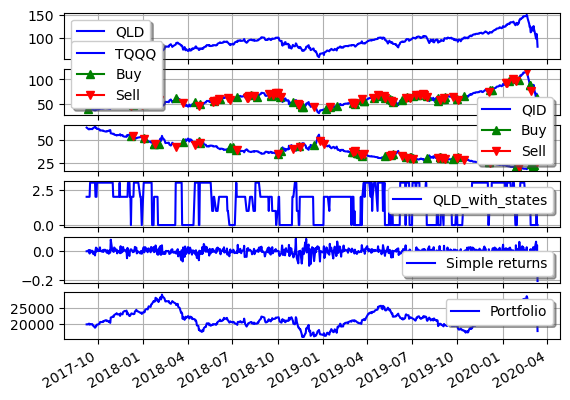 150
100
QLD
TQQQ
Buy
Sell
100
50
QID
Buy
Sell
50
25
2.5
0.0
QLD_with_states
0.0
−0.2
Simple returns
25000
20000
Portfolio
2017-10
2018-01
2018-04
2018-07
2018-10
2019-01
2019-04
2019-07
2019-10
2020-01
2020-04